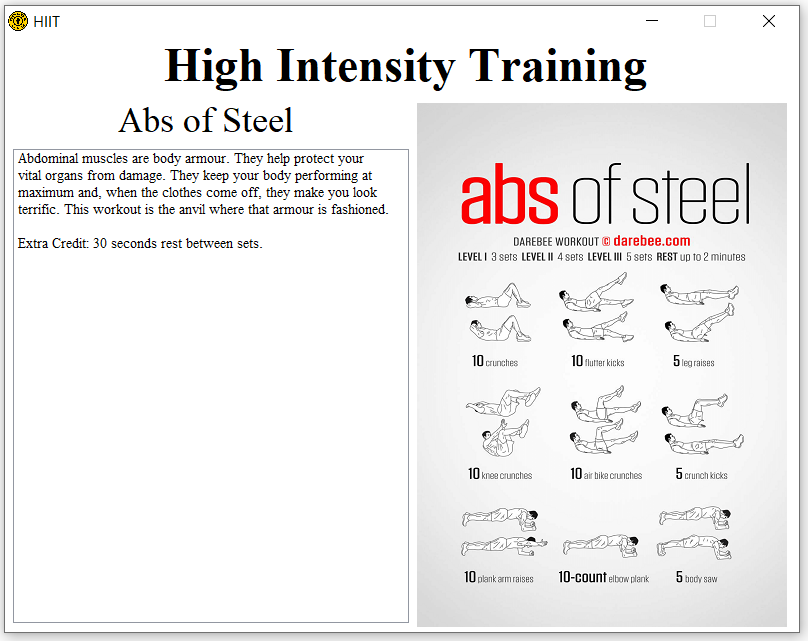 HIIT
High Intensity Training
Abs of Steel
Abdominal muscles are body armour. They help protect your
vital organs from damage. They keep your body performing at
maximum and, when the clothes come off, they make you look
terrific. This workout is the anvil where that armour is fashioned.
Extra Credit: 30 seconds rest between sets.
abs of steel
DAREBEE WORKOUT © darebee.com
LEVEL I 3 sets LEVEL II 4 sets LEVEL III 5 sets REST up to 2 minutes
10 crunches
10 flutter kicks
5 leg raises
10 knee crunches
10 air bike crunches
5 crunch kicks
10 plank arm raises
10-count elbow plank
5 body saw